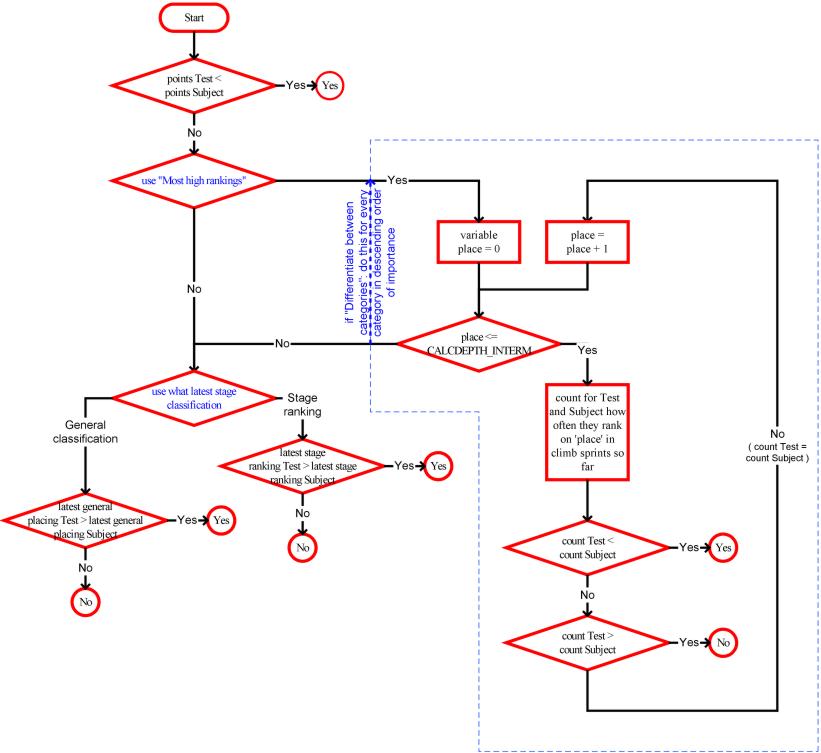 Start
points Test <
points Subject
Yes
Yes
No
use "Most high rankings"
Yes
if "Differentiate between
categories": do this for every
category in descending order
of importance
variable
place = 0
place =
place + 1
No
No
place <=
CALCDEPTH_INTERM
Yes
use what latest stage
classification
Stage
ranking
General
classification
count for Test
and Subject how
often they rank
on 'place' in
climb sprints so
far
No
( count Test =
count Subject )
latest stage
ranking Test > latest stage
ranking Subject
Yes
Yes
No
No
latest general
placing Test > latest general
placing Subject
Yes
Yes
No
No
count Test <
count Subject
Yes
Yes
No
count Test >
count Subject
Yes
No